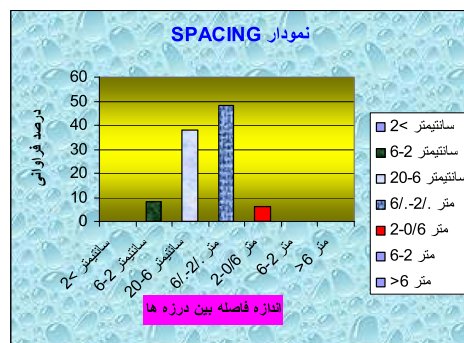 نمودار SPACING
60
50
40
30
20
10
0
درصد فراوانی
سانتیمتر >2
سانتیمتر 2-6
سانتیمتر 6-20
متر ./2-./6
متر 0/6-2
متر 2-6
متر 6<
اندازه فاصله بین درزه ها
سانتیمتر >2
سانتیمتر 2-6
سانتیمتر 6-20
متر ./2-./6
متر 0/6-2
متر 2-6
متر 6<